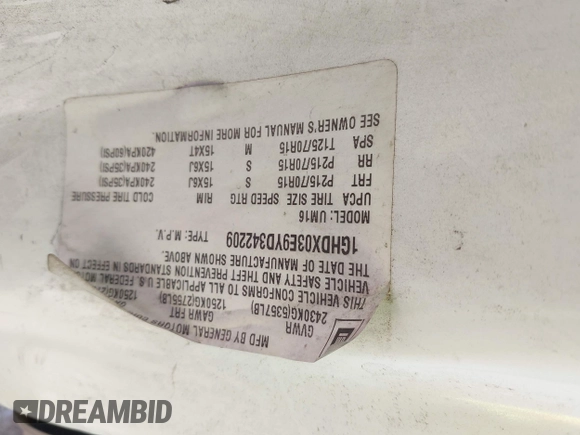 MFD BY GENERAL MOTORS
GVWR GAWR FRT
2430KG(5357LB) 1250KG(2755LB) 1250KG(
THIS VEHICLE CONFORMS TO ALL APPLICABLE U.S. FEDERAL
VEHICLE SAFETY AND THEFT PREVENTION STANDARDS IN EFFECT ON
THE DATE OF MANUFACTURE SHOWN ABOVE.
1GHDX03E9YD342209 TYPE: M.P.V.
MODEL: UM16
UPCA TIRE SIZE SPEED RTG RIM COLD TIRE PRESSURE
FRT P215/70R15 S 15X6J 240KPA(35PSI)
RR P215/70R15 S 15X6J 240KPA(35PSI)
SPA T125/70R15 M 15X4T 420KPA(60PSI)
SEE OWNER'S MANUAL FOR MORE INFORMATION.
DREAMBID